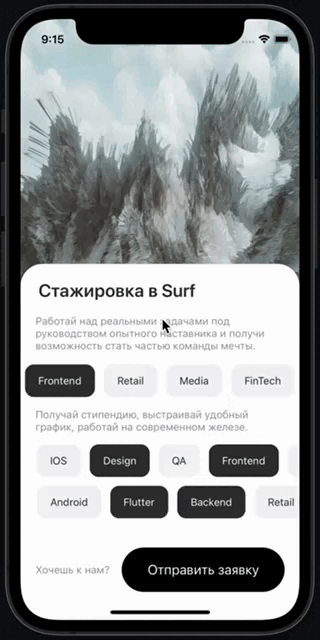 9:15
Стажировка в Surf
Работай над реальными задачами под
руководством опытного наставника и получи
возможность стать частью команды мечты.
Frontend Retail Media FinTech
Получай стипендию, выстраивай удобный
график, работай на современном железе.
IOS Design QA Frontend
Android Flutter Backend Retail
Хочешь к нам? Отправить заявку